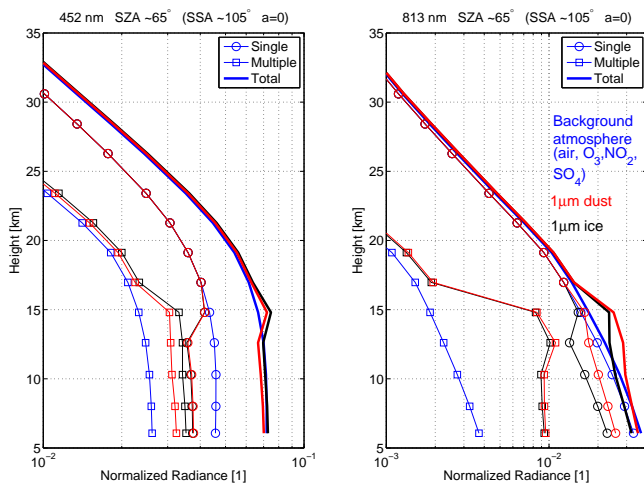 452 nm SZA ~65° (SSA ~105° a=0)
35
30
25
20
15
10
5
Height [km]
10⁻²
10⁻¹
Normalized Radiance [1]
Single
Multiple
Total
813 nm SZA ~65° (SSA ~105° a=0)
35
30
25
20
15
10
5
Height [km]
10⁻³
10⁻²
Normalized Radiance [1]
Single
Multiple
Total
Background
atmosphere
(air, O₃,NO₂,
SO₄)
1μm dust
1μm ice